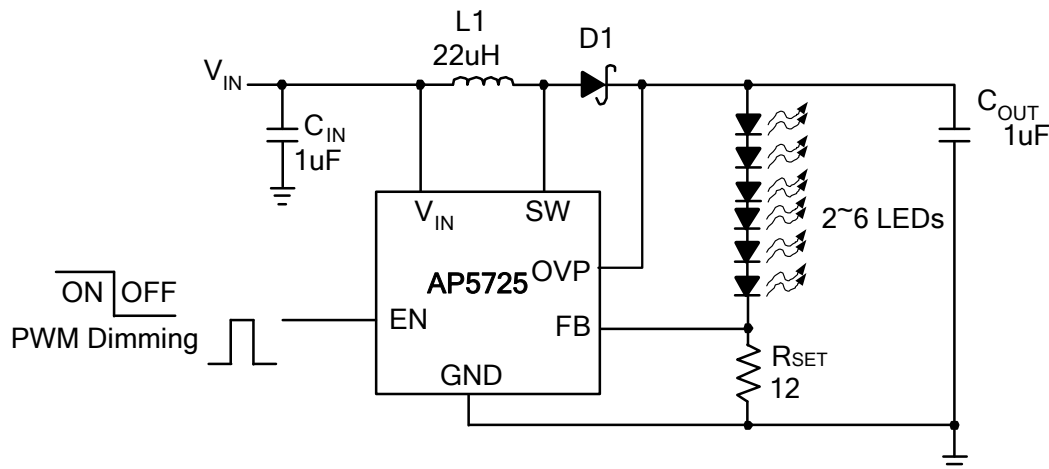 L1
22uH
D1
VIN
CIN
1uF
COUT
1uF
VIN
SW
OVP
AP5725
2~6 LEDs
ON OFF
PWM Dimming
EN
FB
GND
RSET
12